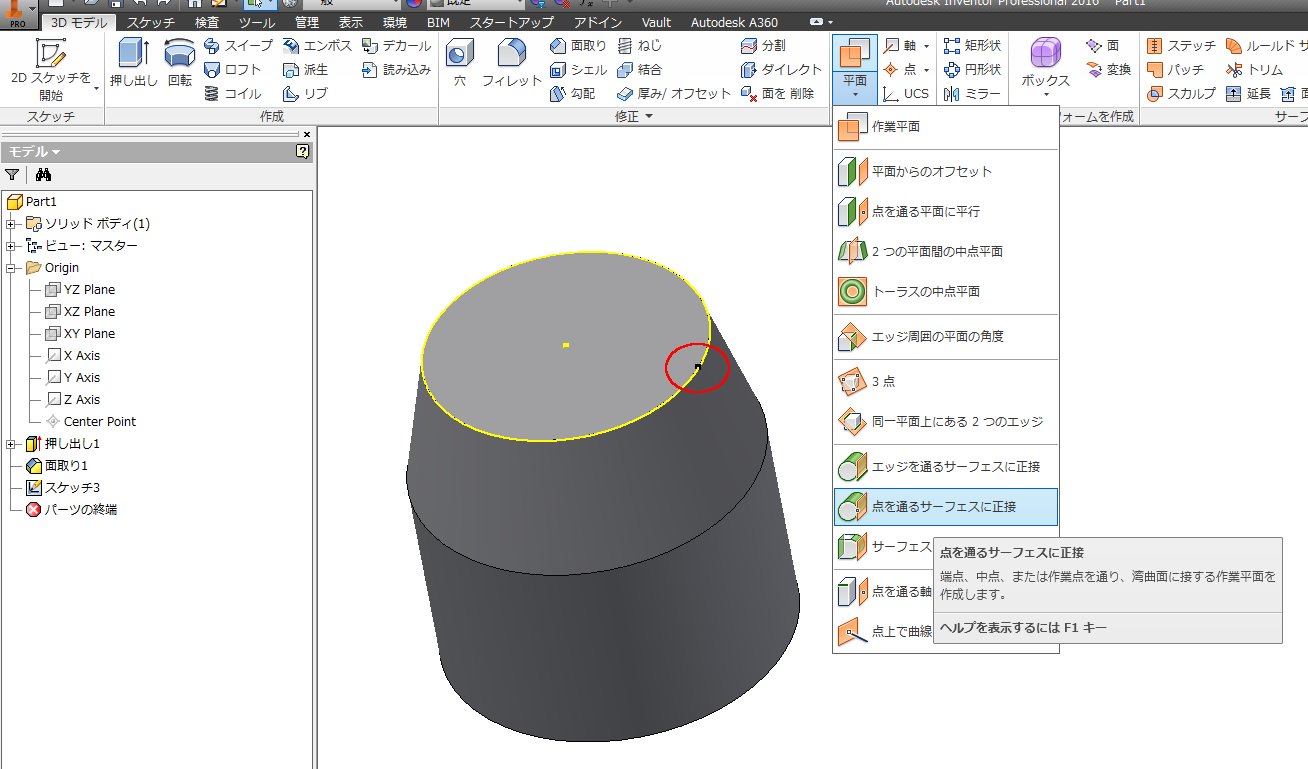 Autodesk Inventor Professional 2016 Part1
PRO
3D モデル スケッチ 検査 ツール 管理 表示 環境 BIM スタートアップ アドイン Vault Autodesk A360
2D スケッチを
開始
スケッチ
押し出し
回転
スイープ
ロフト
コイル
エンボス
派生
リブ
デカール
読み込み
作成
穴
フィレット
面取り
シェル
勾配
ねじ
結合
厚み/ オフセット
分割
ダイレクト
面を 削除
修正
平面
軸
点
UCS
矩形状
円形状
ミラー
ボックス
面
変換
フォームを作成
ステッチ
パッチ
スカルプ
ルールド サ
トリム
延長
面
サーフ
モデル
Part1
ソリッド ボディ(1)
ビュー: マスター
Origin
YZ Plane
XZ Plane
XY Plane
X Axis
Y Axis
Z Axis
Center Point
押し出し1
面取り1
スケッチ3
パーツの終端
作業平面
平面からのオフセット
点を通る平面に平行
2 つの平面間の中点平面
トーラスの中点平面
エッジ周囲の平面の角度
3 点
同一平面上にある 2 つのエッジ
エッジを通るサーフェスに正接
点を通るサーフェスに正接
サーフェス
点を通る軸
点上で曲線
点を通るサーフェスに正接
端点、中点、または作業点を通り、湾曲面に接する作業平面を
作成します。
ヘルプを表示するには F1 キー